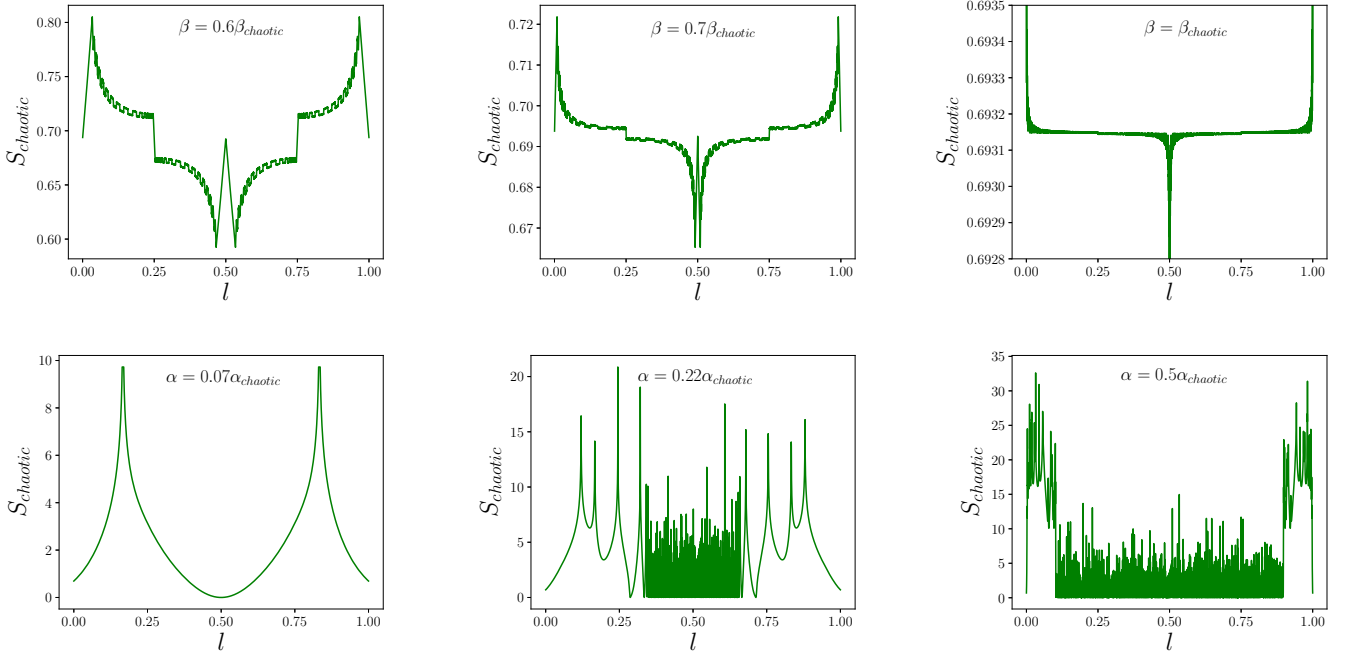 β = 0.6β_chaotic
S_chaotic
0.80
0.75
0.70
0.65
0.60
0.00 0.25 0.50 0.75 1.00
l
β = 0.7β_chaotic
S_chaotic
0.72
0.71
0.70
0.69
0.68
0.67
0.00 0.25 0.50 0.75 1.00
l
β = β_chaotic
S_chaotic
0.6935
0.6934
0.6933
0.6932
0.6931
0.6930
0.6929
0.6928
0.00 0.25 0.50 0.75 1.00
l
α = 0.07α_chaotic
S_chaotic
10
8
6
4
2
0
0.00 0.25 0.50 0.75 1.00
l
α = 0.22α_chaotic
S_chaotic
20
15
10
5
0
0.00 0.25 0.50 0.75 1.00
l
α = 0.5α_chaotic
S_chaotic
35
30
25
20
15
10
5
0
0.00 0.25 0.50 0.75 1.00
l